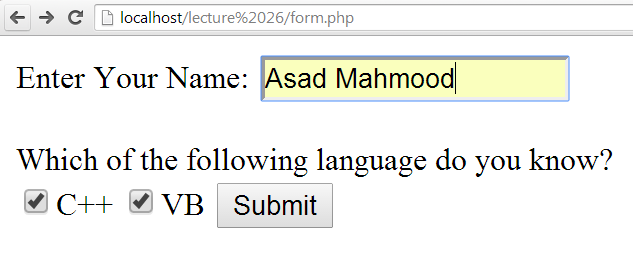 localhost/lecture%2026/form.php
Enter Your Name: Asad Mahmood
Which of the following language do you know?
C++ VB Submit